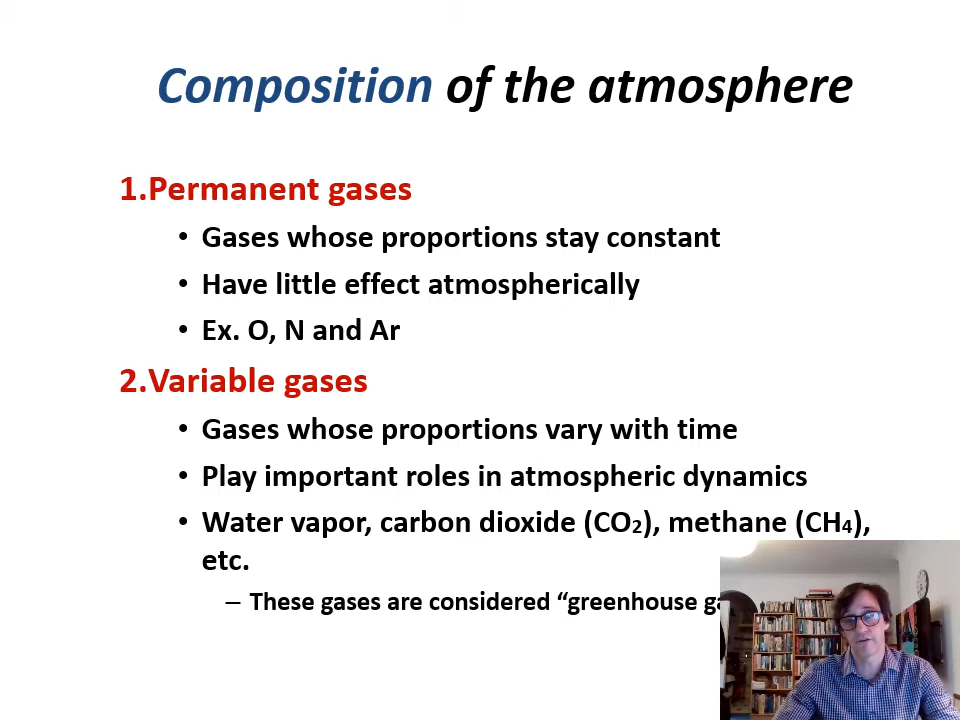 Composition of the atmosphere
1.Permanent gases
• Gases whose proportions stay constant
• Have little effect atmospherically
• Ex. O, N and Ar
2.Variable gases
• Gases whose proportions vary with time
• Play important roles in atmospheric dynamics
• Water vapor, carbon dioxide (CO₂), methane (CH₄),
etc.
– These gases are considered “greenhouse